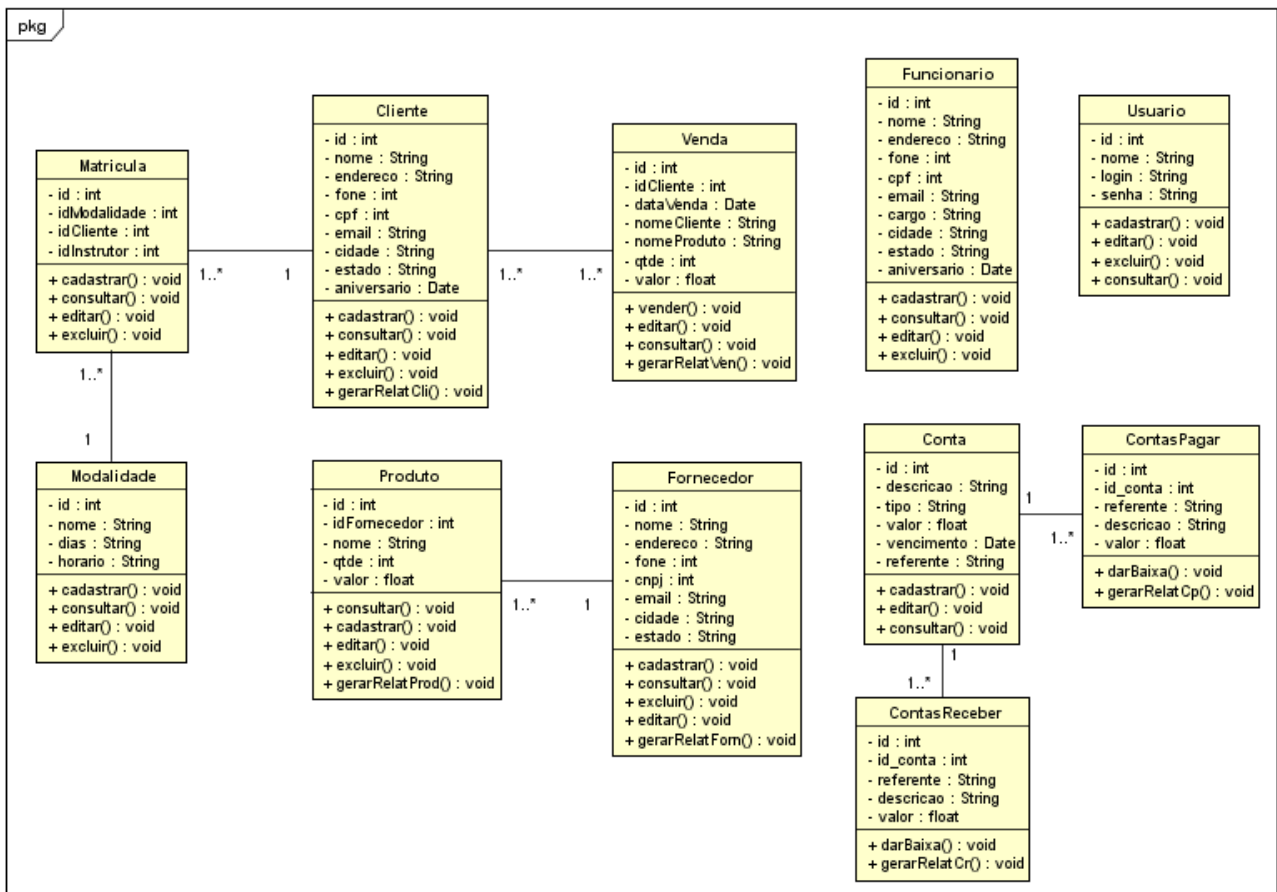 pkg
Matricula
- id : int
- idModalidade : int
- idCliente : int
- idInstrutor : int
+ cadastrar() : void
+ consultar() : void
+ editar() : void
+ excluir() : void
1..*
1
Cliente
- id : int
- nome : String
- endereco : String
- fone : int
- cpf : int
- email : String
- cidade : String
- estado : String
- aniversario : Date
+ cadastrar() : void
+ consultar() : void
+ editar() : void
+ excluir() : void
+ gerarRelatCli() : void
1..*
1..*
Venda
- id : int
- idCliente : int
- dataVenda : Date
- nomeCliente : String
- nomeProduto : String
- qtde : int
- valor : float
+ vender() : void
+ editar() : void
+ consultar() : void
+ gerarRelatVen() : void
Funcionario
- id : int
- nome : String
- endereco : String
- fone : int
- cpf : int
- email : String
- cargo : String
- cidade : String
- estado : String
- aniversario : Date
+ cadastrar() : void
+ consultar() : void
+ editar() : void
+ excluir() : void
Usuario
- id : int
- nome : String
- login : String
- senha : String
+ cadastrar() : void
+ editar() : void
+ excluir() : void
+ consultar() : void
1..*
1
Modalidade
- id : int
- nome : String
- dias : String
- horario : String
+ cadastrar() : void
+ consultar() : void
+ editar() : void
+ excluir() : void
Produto
- id : int
- idFornecedor : int
- nome : String
- qtde : int
- valor : float
+ consultar() : void
+ cadastrar() : void
+ editar() : void
+ excluir() : void
+ gerarRelatProd() : void
1..*
1
Fornecedor
- id : int
- nome : String
- endereco : String
- fone : int
- cnpj : int
- email : String
- cidade : String
- estado : String
+ cadastrar() : void
+ consultar() : void
+ excluir() : void
+ editar() : void
+ gerarRelatForn() : void
Conta
- id : int
- descricao : String
- tipo : String
- valor : float
- vencimento : Date
- referente : String
+ cadastrar() : void
+ editar() : void
+ consultar() : void
1
1..*
ContasPagar
- id : int
- id_conta : int
- referente : String
- descricao : String
- valor : float
+ darBaixa() : void
+ gerarRelatCp() : void
1
1..*
ContasReceber
- id : int
- id_conta : int
- referente : String
- descricao : String
- valor : float
+ darBaixa() : void
+ gerarRelatCr() : void